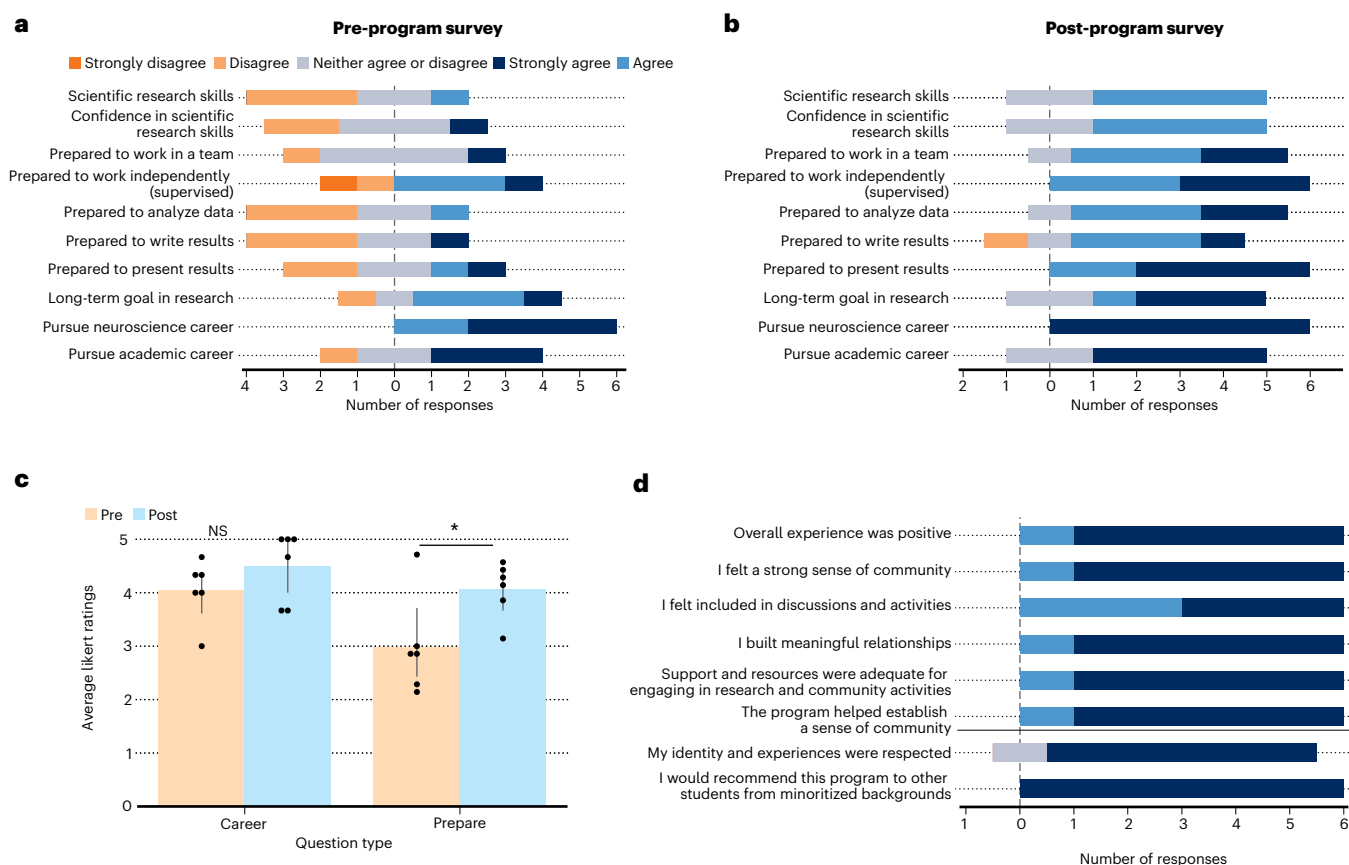 a
Pre-program survey
Strongly disagree Disagree Neither agree or disagree Strongly agree Agree
Scientific research skills
Confidence in scientific
research skills
Prepared to work in a team
Prepared to work independently
(supervised)
Prepared to analyze data
Prepared to write results
Prepared to present results
Long-term goal in research
Pursue neuroscience career
Pursue academic career
4 3 2 1 0 1 2 3 4 5 6
Number of responses
b
Post-program survey
Scientific research skills
Confidence in scientific
research skills
Prepared to work in a team
Prepared to work independently
(supervised)
Prepared to analyze data
Prepared to write results
Prepared to present results
Long-term goal in research
Pursue neuroscience career
Pursue academic career
2 1 0 1 2 3 4 5 6
Number of responses
c
Pre Post
NS
*
5
4
3
2
1
0
Average likert ratings
Career Prepare
Question type
d
Overall experience was positive
I felt a strong sense of community
I felt included in discussions and activities
I built meaningful relationships
Support and resources were adequate for
engaging in research and community activities
The program helped establish
a sense of community
My identity and experiences were respected
I would recommend this program to other
students from minoritized backgrounds
1 0 1 2 3 4 5 6
Number of responses